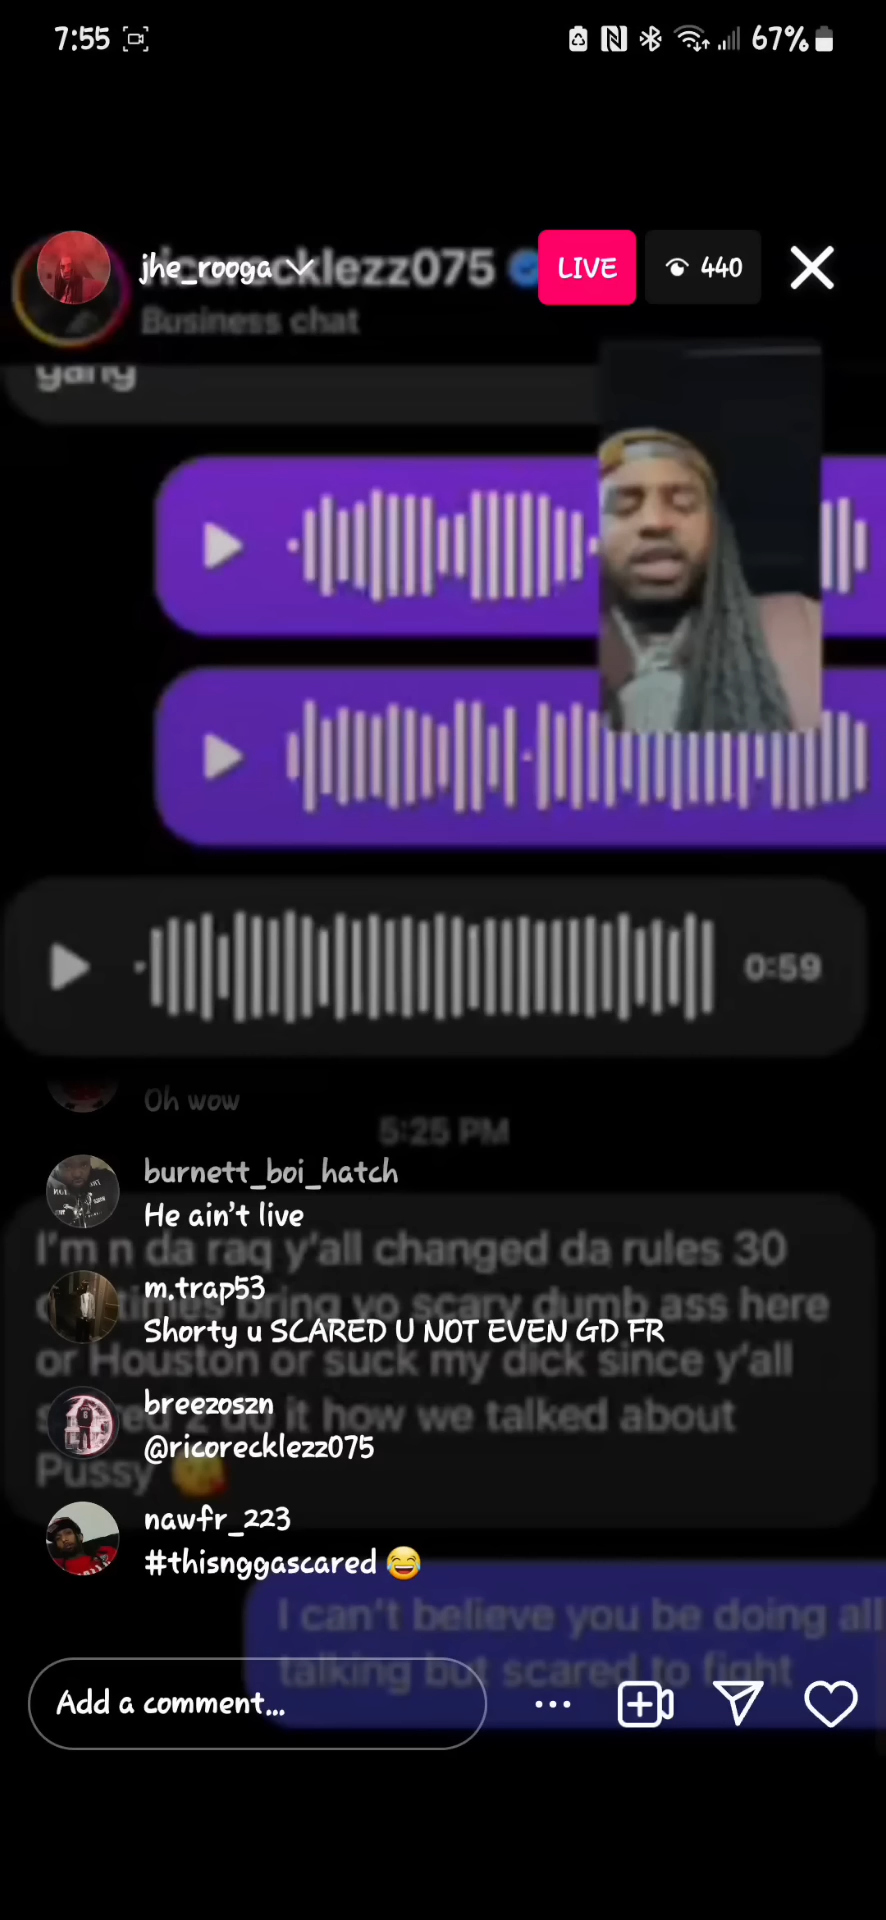 7:55
67%
jhe_rooga
recklezz075
LIVE
440
Business chat
gang
0:59
Oh wow
5:25 PM
burnett_boi_hatch
He ain't live
I'm n da raq y'all changed da rules 30
m.trap53
times bring yo scary dumb ass here
Shorty u SCARED U NOT EVEN GD FR
or Houston or suck my dick since y'all
breezoszn
it how we talked about
@ricorecklezz075
Pussy
nawfr_223
#thisnggascared 😂
I can't believe you be doing all
talking but scared to fight
Add a comment...